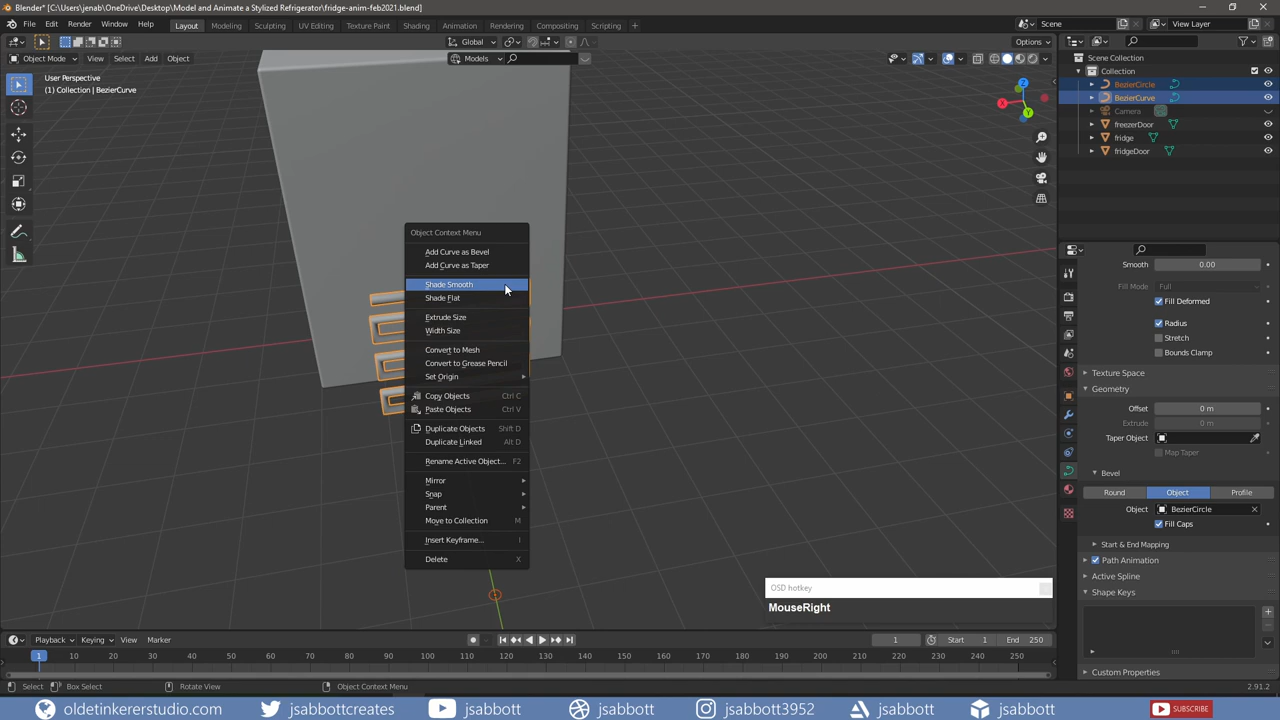 Blender* [C:\Users\jenab\OneDrive\Desktop\Model and Animate a Stylized Refrigerator\fridge-anim-feb2021.blend]
File Edit Render Window Help Layout Modeling Sculpting UV Editing Texture Paint Shading Animation Rendering Compositing Scripting Scene View Layer
Global Options
Object Mode View Select Add Object Models
User Perspective
(1) Collection | BezierCurve
Z
X
Y
Scene Collection
Collection
BezierCircle
BezierCurve
Camera
freezerDoor
fridge
fridgeDoor
Object Context Menu
Add Curve as Bevel
Add Curve as Taper
Shade Smooth
Shade Flat
Extrude Size
Width Size
Convert to Mesh
Convert to Grease Pencil
Set Origin
Copy Objects Ctrl C
Paste Objects Ctrl V
Duplicate Objects Shift D
Duplicate Linked Alt D
Rename Active Object... F2
Mirror
Snap
Parent
Move to Collection M
Insert Keyframe... I
Delete X
Smooth 0.00
Fill Mode Full
Fill Deformed
Radius
Stretch
Bounds Clamp
Texture Space
Geometry
Offset 0 m
Extrude 0 m
Taper Object
Map Taper
Bevel
Round Object Profile
Object BezierCircle
Fill Caps
Start & End Mapping
Path Animation
Active Spline
Shape Keys
Custom Properties
OSD hotkey
MouseRight
Playback Keying View Marker 1 Start 1 End 250
1 10 20 30 40 50 60 70 80 90 100 110 120 130 140 150 160 170 180 190 200 210 220 230 240 250
Select Box Select Rotate View Object Context Menu 2.91.2
oldetinkererstudio.com jsabbottcreates jsabbott jsabbott jsabbott3952 jsabbott jsabbott SUBSCRIBE